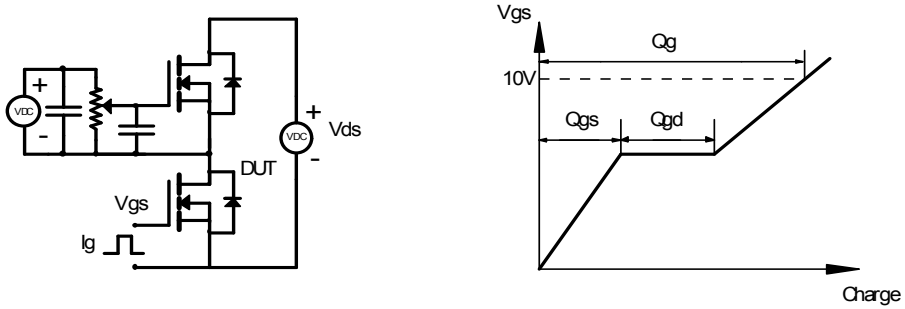 +
VDC
-
+
VDC
-
Vds
DUT
Vgs
Ig
Vgs
Qg
10V
Qgs
Qgd
Charge